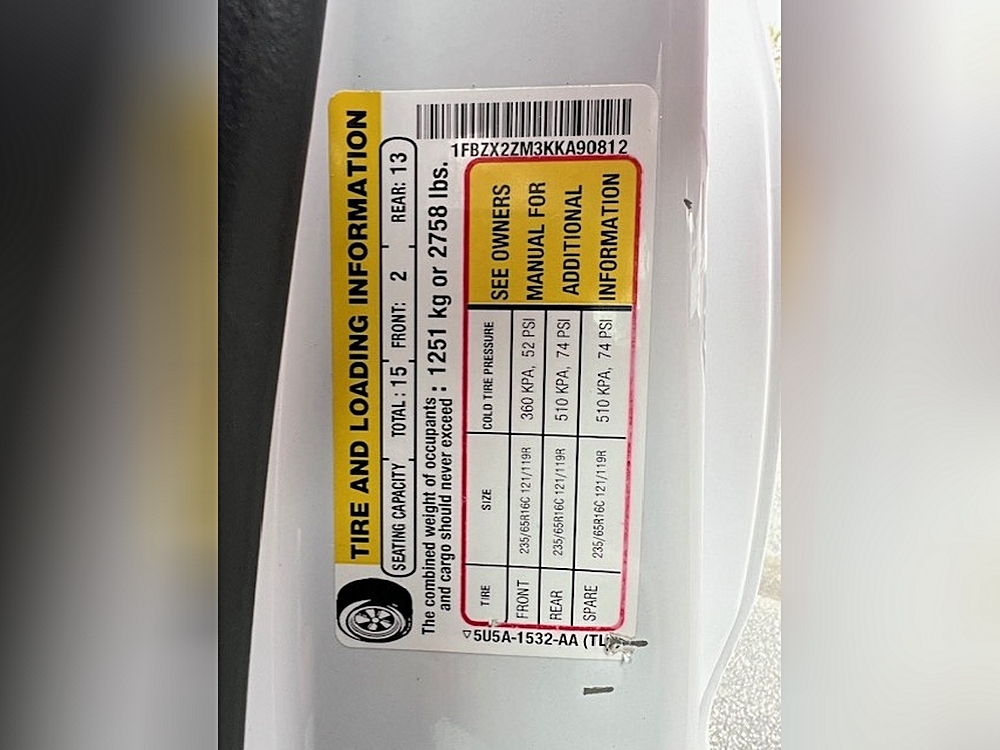 TIRE AND LOADING INFORMATION
SEATING CAPACITY TOTAL : 15 FRONT: 2 REAR: 13
The combined weight of occupants
and cargo should never exceed : 1251 kg or 2758 lbs.
TIRE SIZE COLD TIRE PRESSURE
FRONT 235/65R16C 121/119R 360 KPA, 52 PSI
REAR 235/65R16C 121/119R 510 KPA, 74 PSI
SPARE 235/65R16C 121/119R 510 KPA, 74 PSI
SEE OWNERS
MANUAL FOR
ADDITIONAL
INFORMATION
5U5A-1532-AA (TL
1FBZX2ZM3KKA90812